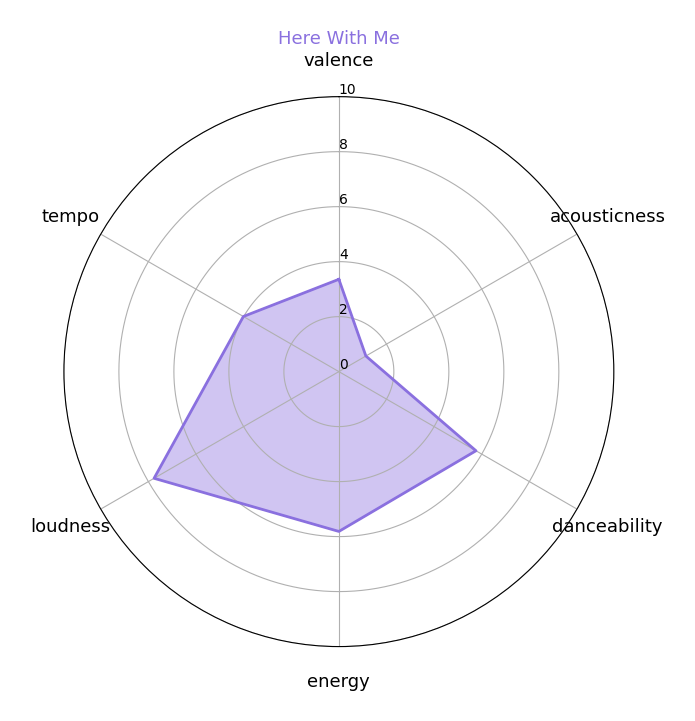 Here With Me
valence
10
8
tempo
acousticness
6
4
2
0
loudness
danceability
energy